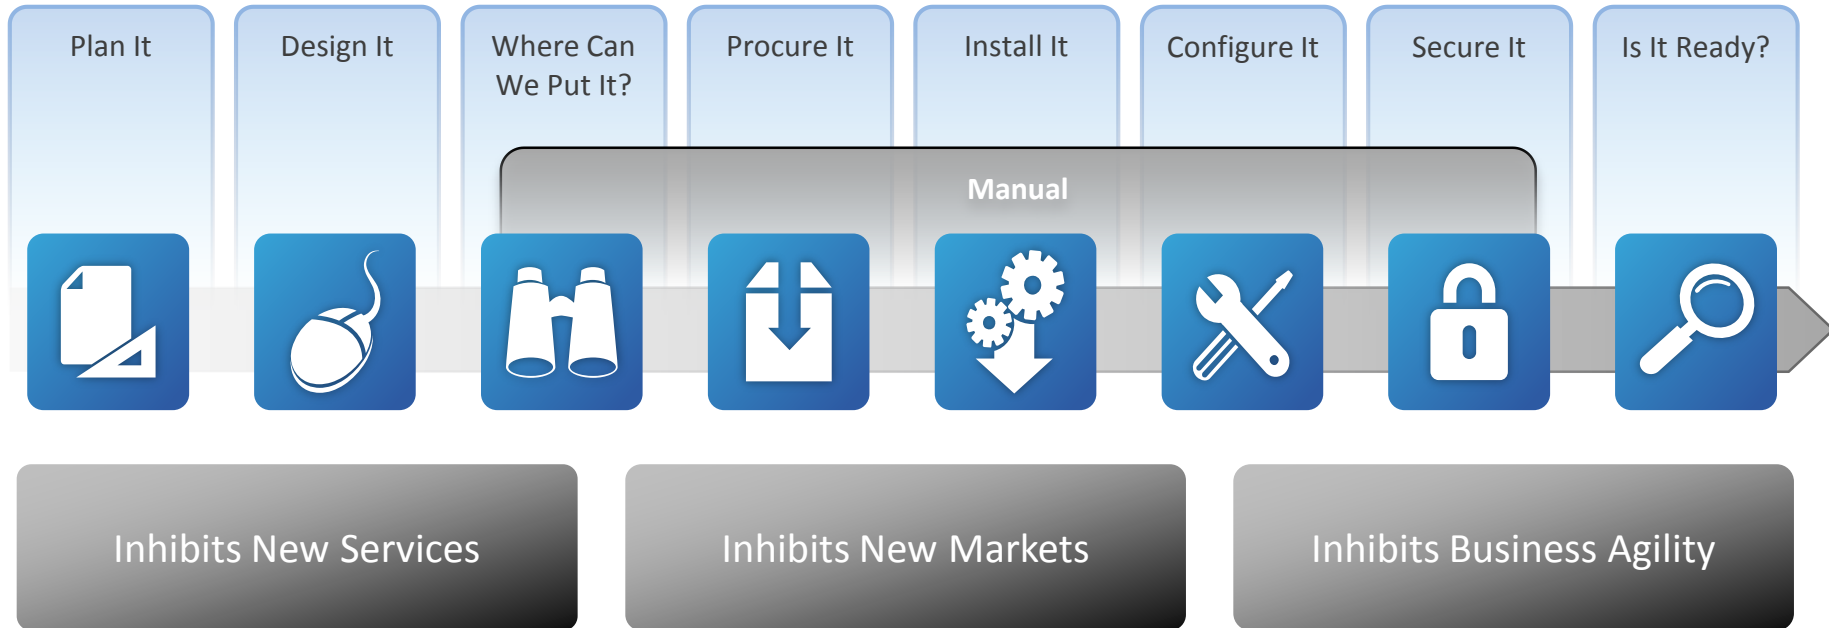 Plan It
Design It
Where Can
We Put It?
Procure It
Install It
Configure It
Secure It
Is It Ready?
Manual
Inhibits New Services
Inhibits New Markets
Inhibits Business Agility